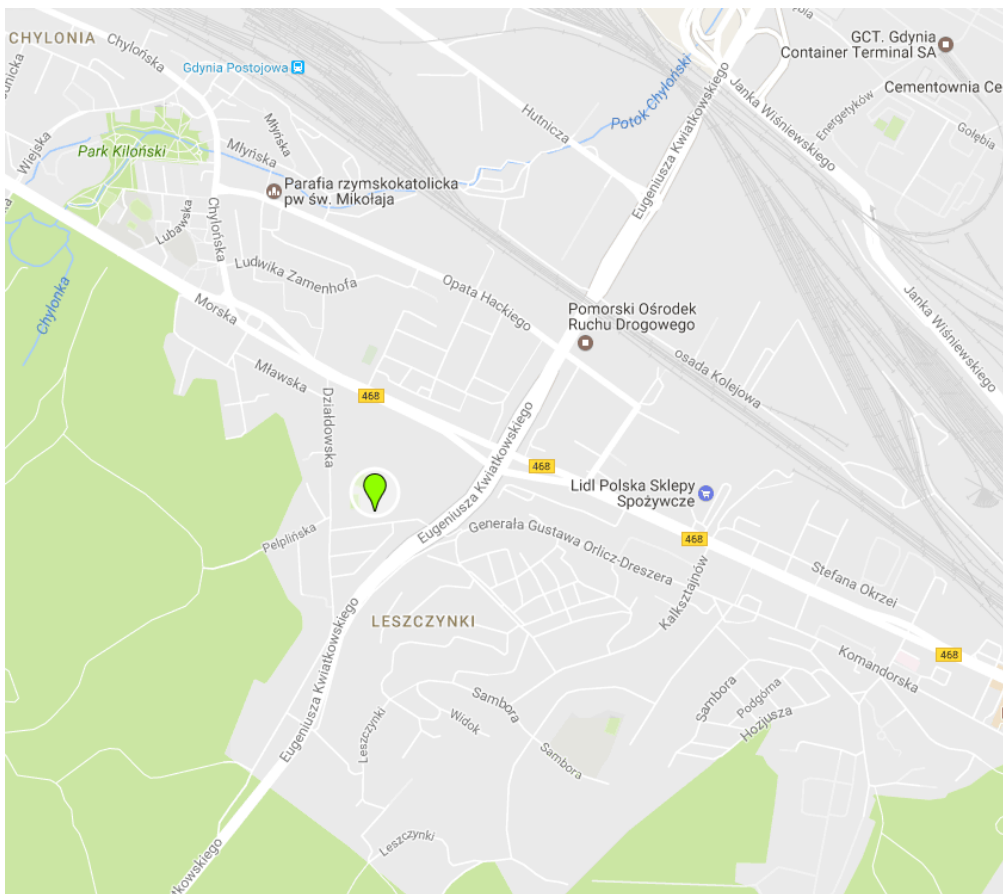 CHYLONIA
Chylońska
Gdynia Postojowa
GCT. Gdynia
Container Terminal SA
Cementownia Ce
Energetyków
Gołębia
Potok Chyloński
Hutnicza
Janka Wiśniewskiego
Eugeniusza Kwiatkowskiego
Wiejska
Park Kiloński
Młyńska
Młyńska
Parafia rzymskokatolicka
pw św. Mikołaja
Lubawska
Chylońska
Ludwika Zamenhofa
Opata Hackiego
Chylonka
Morska
Pomorski Ośrodek
Ruchu Drogowego
osada Kolejowa
Janka Wiśniewskiego
Mławska
468
Działdowska
Eugeniusza Kwiatkowskiego
468
Lidl Polska Sklepy
Spożywcze
Pelplińska
Generała Gustawa Orlicz-Dreszera
468
Stefana Okrzei
Kalksztajnów
LESZCZYNKI
Eugeniusza Kwiatkowskiego
468
Komandorska
Sambora
Widok
Sambora
Sambora
Podgórna
Hozjusza
Leszczynki
Leszczynki
tkowskiego